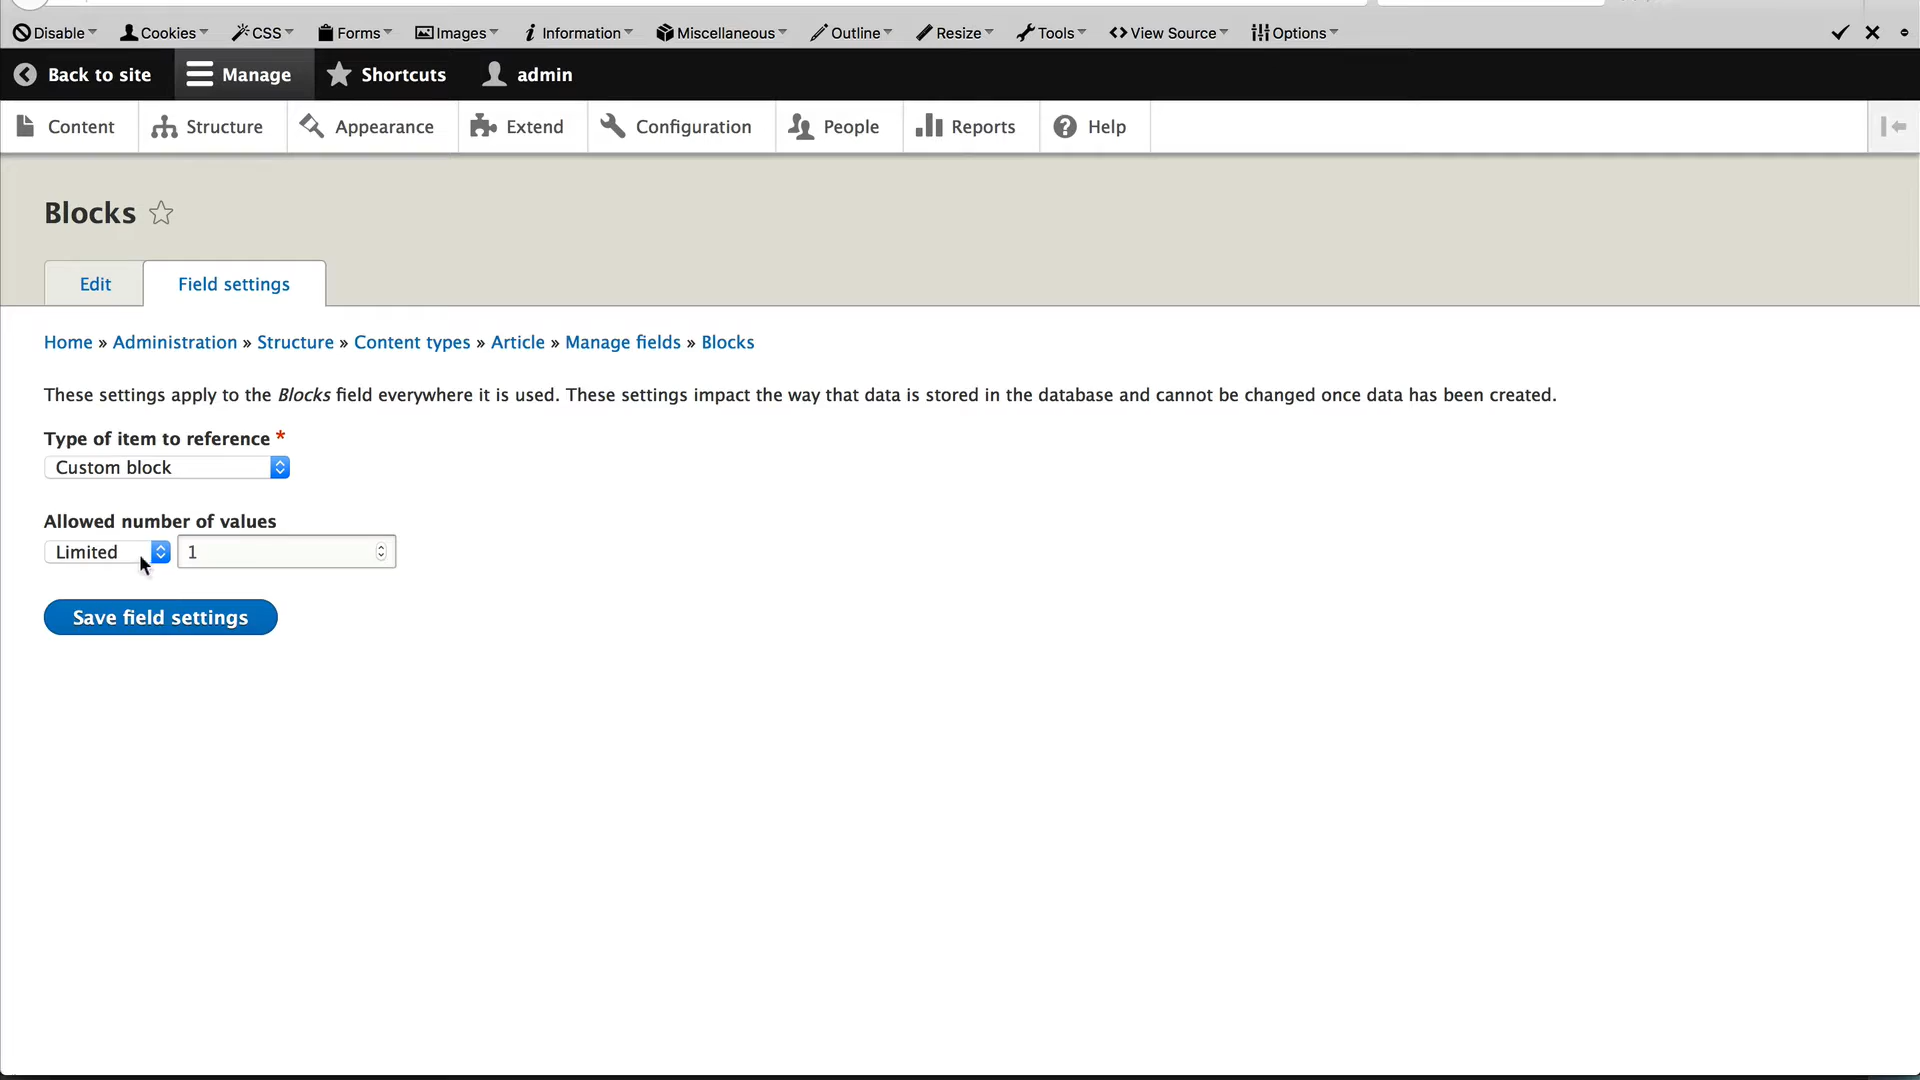 Disable Cookies CSS Forms Images Information Miscellaneous Outline Resize Tools View Source Options
Back to site Manage Shortcuts admin
Content Structure Appearance Extend Configuration People Reports Help
Blocks
Edit Field settings
Home » Administration » Structure » Content types » Article » Manage fields » Blocks
These settings apply to the Blocks field everywhere it is used. These settings impact the way that data is stored in the database and cannot be changed once data has been created.
Type of item to reference *
Custom block
Allowed number of values
Limited 1
Save field settings